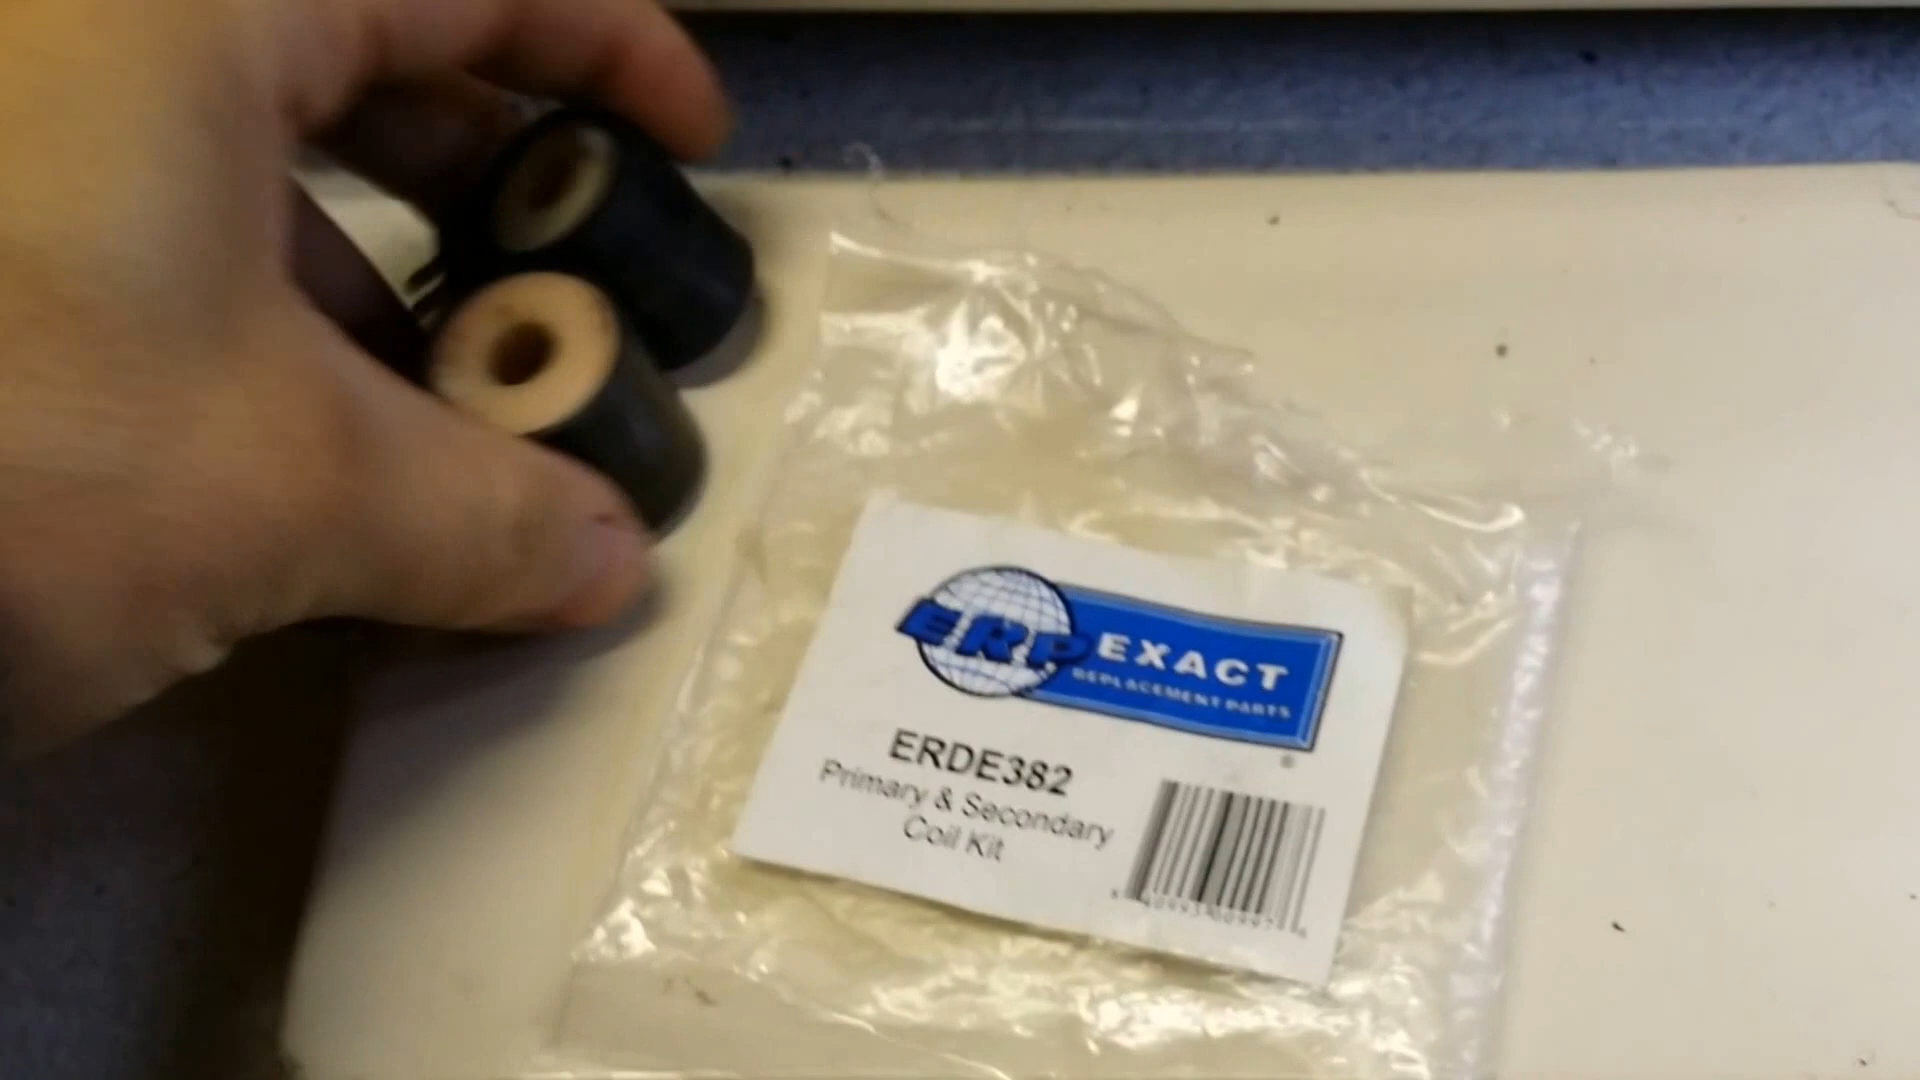 ERP EXACT
REPLACEMENT PARTS
®
ERDE382
Primary & Secondary
Coil Kit